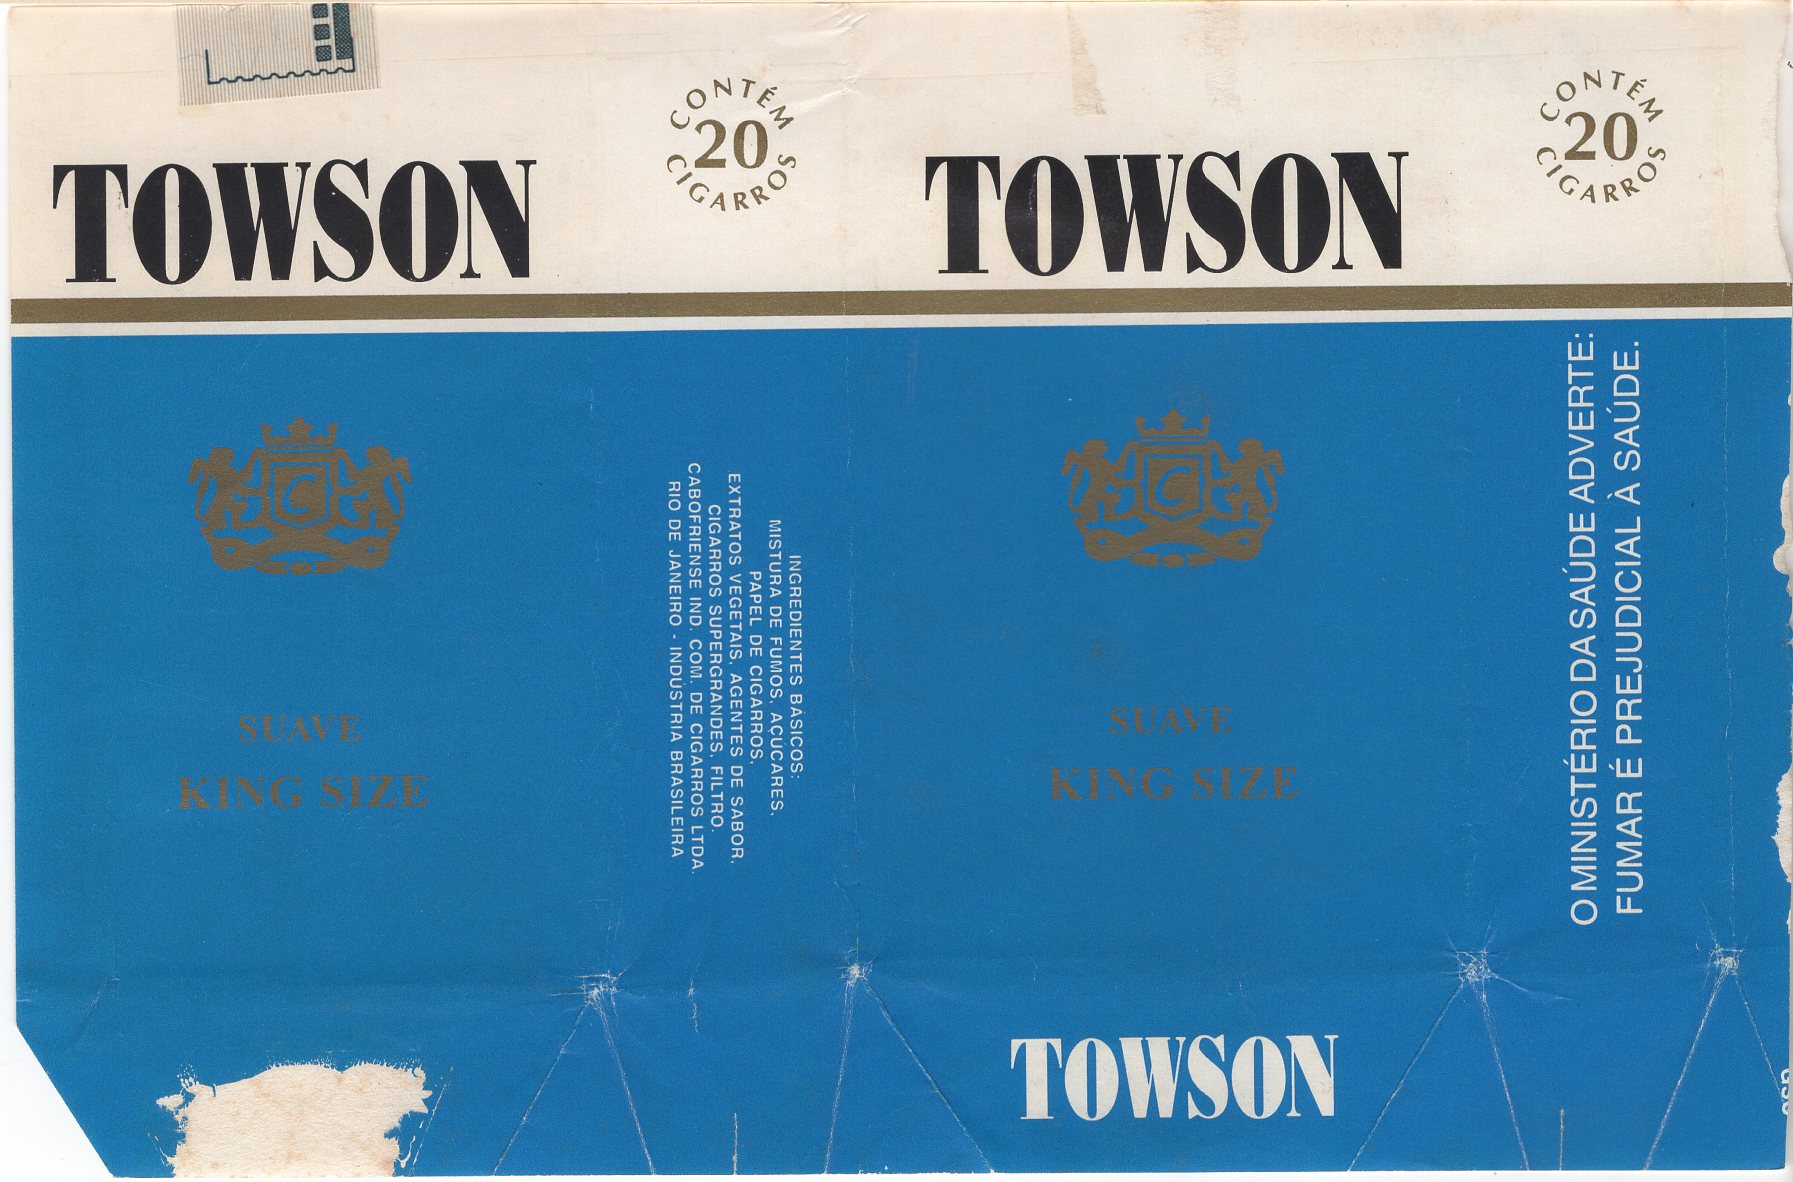 TOWSON
CONTÉM
20
CIGARROS
TOWSON
CONTÉM
20
CIGARROS
C
SUAVE
KING SIZE
INGREDIENTES BÁSICOS:
MISTURA DE FUMOS, AÇÚCARES,
PAPEL DE CIGARROS,
EXTRATOS VEGETAIS, AGENTES DE SABOR,
CIGARROS SUPERGRANDES, FILTRO.
CABOFRIENSE IND. COM. DE CIGARROS LTDA.
RIO DE JANEIRO - INDÚSTRIA BRASILEIRA
C
SUAVE
KING SIZE
O MINISTÉRIO DA SAÚDE ADVERTE:
FUMAR É PREJUDICIAL À SAÚDE.
TOWSON